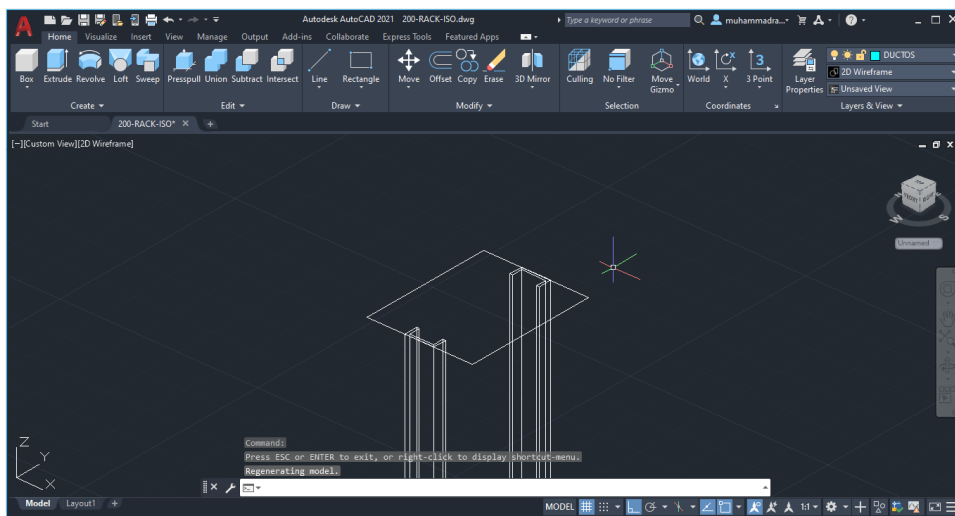 Autodesk AutoCAD 2021 200-RACK-ISO.dwg Type a keyword or phrase muhammadra...
Home Visualize Insert View Manage Output Add-ins Collaborate Express Tools Featured Apps
Box Extrude Revolve Loft Sweep Presspull Union Subtract Intersect Line Rectangle Move Offset Copy Erase 3D Mirror Culling No Filter Move Gizmo World X 3 Point Layer Properties
DUCTOS
2D Wireframe
Unsaved View
Create Edit Draw Modify Selection Coordinates Layers & View
Start 200-RACK-ISO*
[−][Custom View][2D Wireframe]
W S
Unnamed
Command:
Press ESC or ENTER to exit, or right-click to display shortcut-menu.
Regenerating model.
Z
Y
X
Model Layout1 MODEL 1:1